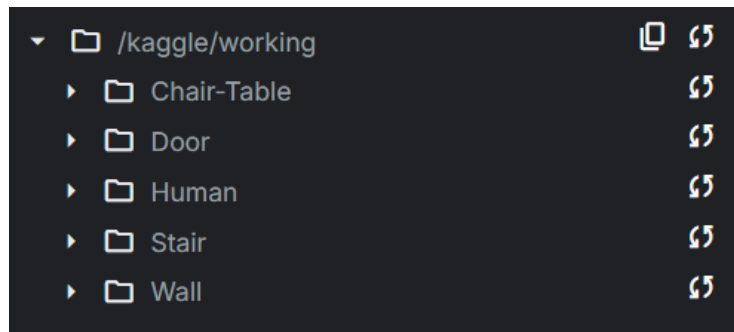 /kaggle/working
Chair-Table
Door
Human
Stair
Wall